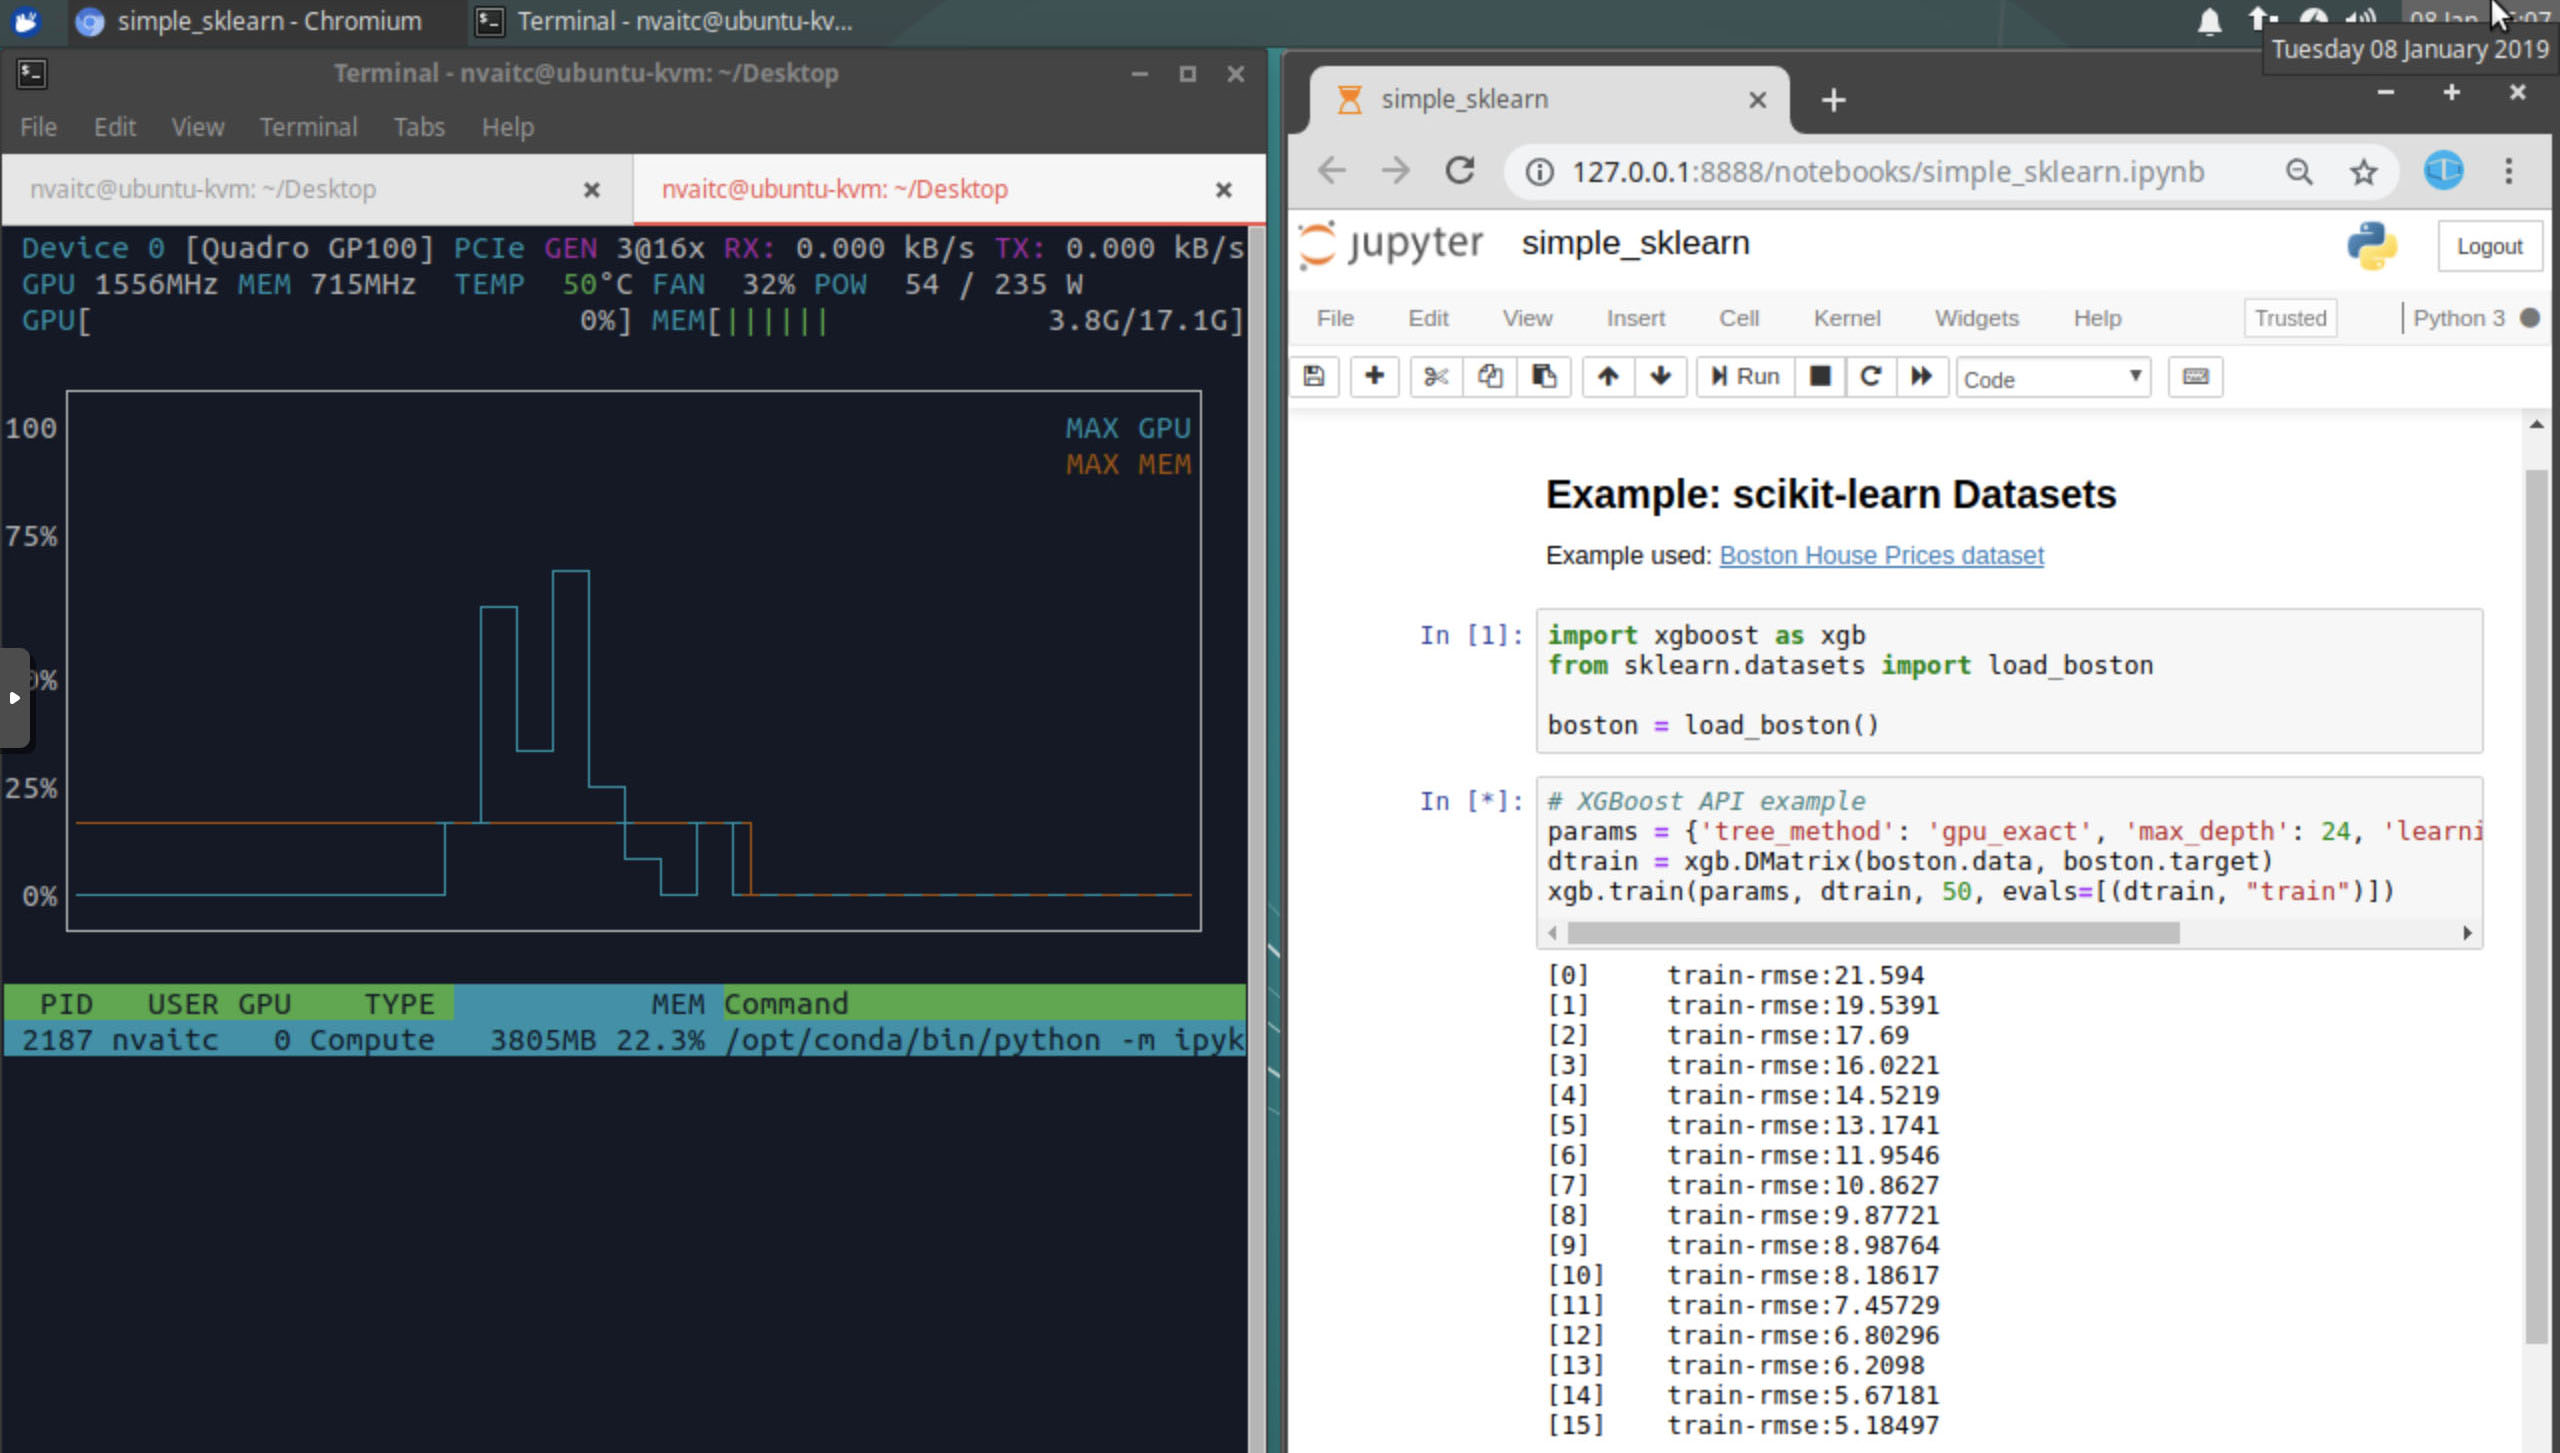 simple_sklearn - Chromium
Terminal - nvaitc@ubuntu-kv...
08 Jan
:07
Tuesday 08 January 2019
Terminal - nvaitc@ubuntu-kvm: ~/Desktop
File Edit View Terminal Tabs Help
nvaitc@ubuntu-kvm: ~/Desktop
nvaitc@ubuntu-kvm: ~/Desktop
Device 0 [Quadro GP100] PCIe GEN 3@16x RX: 0.000 kB/s TX: 0.000 kB/s
GPU 1556MHz MEM 715MHz TEMP 50°C FAN 32% POW 54 / 235 W
GPU[ 0%] MEM[|||||| 3.8G/17.1G]
100
MAX GPU
MAX MEM
75%
0%
25%
0%
PID USER GPU TYPE MEM Command
2187 nvaitc 0 Compute 3805MB 22.3% /opt/conda/bin/python -m ipyk
simple_sklearn
127.0.0.1:8888/notebooks/simple_sklearn.ipynb
jupyter simple_sklearn
Logout
File Edit View Insert Cell Kernel Widgets Help Trusted Python 3
Run Code
Example: scikit-learn Datasets
Example used: Boston House Prices dataset
In [1]: import xgboost as xgb
from sklearn.datasets import load_boston
boston = load_boston()
In [*]: # XGBoost API example
params = {'tree_method': 'gpu_exact', 'max_depth': 24, 'learni
dtrain = xgb.DMatrix(boston.data, boston.target)
xgb.train(params, dtrain, 50, evals=[(dtrain, "train")])
[0] train-rmse:21.594
[1] train-rmse:19.5391
[2] train-rmse:17.69
[3] train-rmse:16.0221
[4] train-rmse:14.5219
[5] train-rmse:13.1741
[6] train-rmse:11.9546
[7] train-rmse:10.8627
[8] train-rmse:9.87721
[9] train-rmse:8.98764
[10] train-rmse:8.18617
[11] train-rmse:7.45729
[12] train-rmse:6.80296
[13] train-rmse:6.2098
[14] train-rmse:5.67181
[15] train-rmse:5.18497